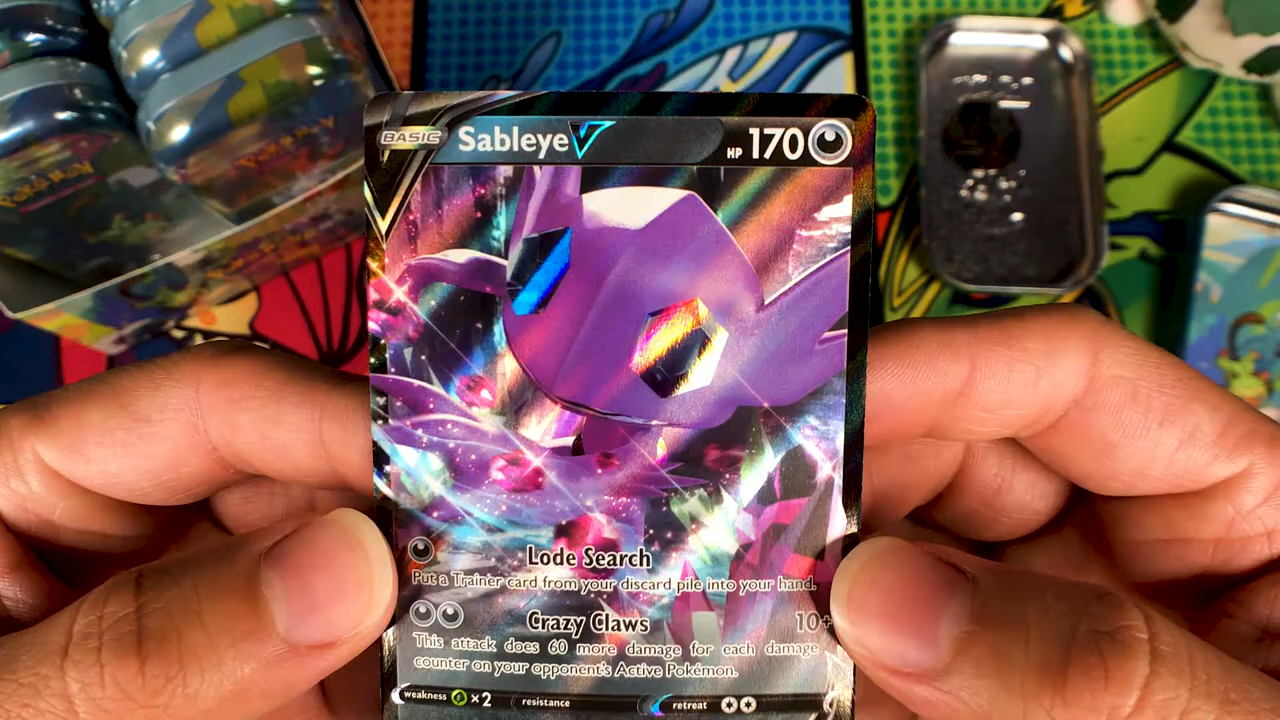 BASIC Sableye V HP 170
Lode Search
Put a Trainer card from your discard pile into your hand.
Crazy Claws 10+
This attack does 60 more damage for each damage
counter on your opponent's Active Pokémon.
weakness ×2 resistance retreat
Pokémon
Pokémon